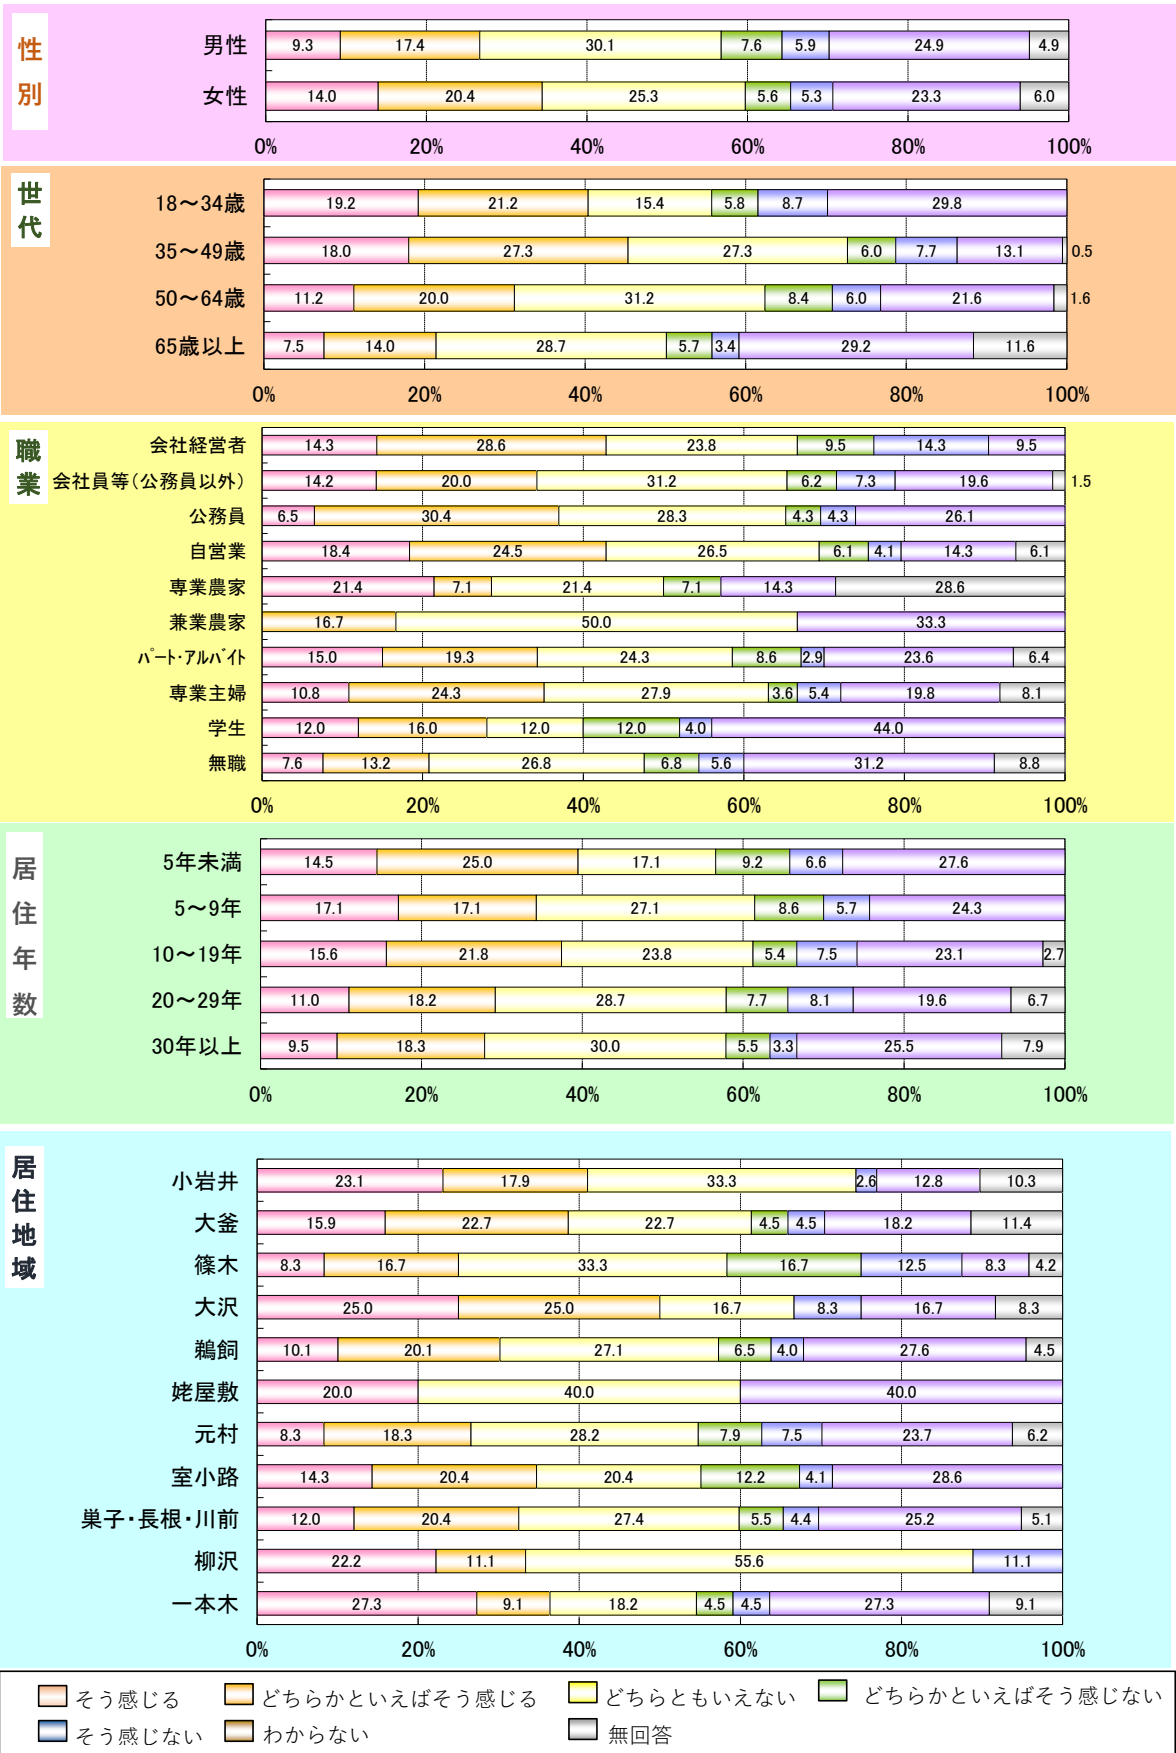 性別
男性 9.3 17.4 30.1 7.6 5.9 24.9 4.9
女性 14.0 20.4 25.3 5.6 5.3 23.3 6.0
0% 20% 40% 60% 80% 100%
世代
18～34歳 19.2 21.2 15.4 5.8 8.7 29.8
35～49歳 18.0 27.3 27.3 6.0 7.7 13.1 0.5
50～64歳 11.2 20.0 31.2 8.4 6.0 21.6 1.6
65歳以上 7.5 14.0 28.7 5.7 3.4 29.2 11.6
0% 20% 40% 60% 80% 100%
職業
会社経営者 14.3 28.6 23.8 9.5 14.3 9.5
会社員等(公務員以外) 14.2 20.0 31.2 6.2 7.3 19.6 1.5
公務員 6.5 30.4 28.3 4.3 4.3 26.1
自営業 18.4 24.5 26.5 6.1 4.1 14.3 6.1
専業農家 21.4 7.1 21.4 7.1 14.3 28.6
兼業農家 16.7 50.0 33.3
ﾊﾟｰﾄ･ｱﾙﾊﾞｲﾄ 15.0 19.3 24.3 8.6 2.9 23.6 6.4
専業主婦 10.8 24.3 27.9 3.6 5.4 19.8 8.1
学生 12.0 16.0 12.0 12.0 4.0 44.0
無職 7.6 13.2 26.8 6.8 5.6 31.2 8.8
0% 20% 40% 60% 80% 100%
居住年数
5年未満 14.5 25.0 17.1 9.2 6.6 27.6
5～9年 17.1 17.1 27.1 8.6 5.7 24.3
10～19年 15.6 21.8 23.8 5.4 7.5 23.1 2.7
20～29年 11.0 18.2 28.7 7.7 8.1 19.6 6.7
30年以上 9.5 18.3 30.0 5.5 3.3 25.5 7.9
0% 20% 40% 60% 80% 100%
居住地域
小岩井 23.1 17.9 33.3 2.6 12.8 10.3
大釜 15.9 22.7 22.7 4.5 4.5 18.2 11.4
篠木 8.3 16.7 33.3 16.7 12.5 8.3 4.2
大沢 25.0 25.0 16.7 8.3 16.7 8.3
鵜飼 10.1 20.1 27.1 6.5 4.0 27.6 4.5
姥屋敷 20.0 40.0 40.0
元村 8.3 18.3 28.2 7.9 7.5 23.7 6.2
室小路 14.3 20.4 20.4 12.2 4.1 28.6
巣子・長根・川前 12.0 20.4 27.4 5.5 4.4 25.2 5.1
柳沢 22.2 11.1 55.6 11.1
一本木 27.3 9.1 18.2 4.5 4.5 27.3 9.1
0% 20% 40% 60% 80% 100%
そう感じる どちらかといえばそう感じる どちらともいえない どちらかといえばそう感じない
そう感じない わからない 無回答